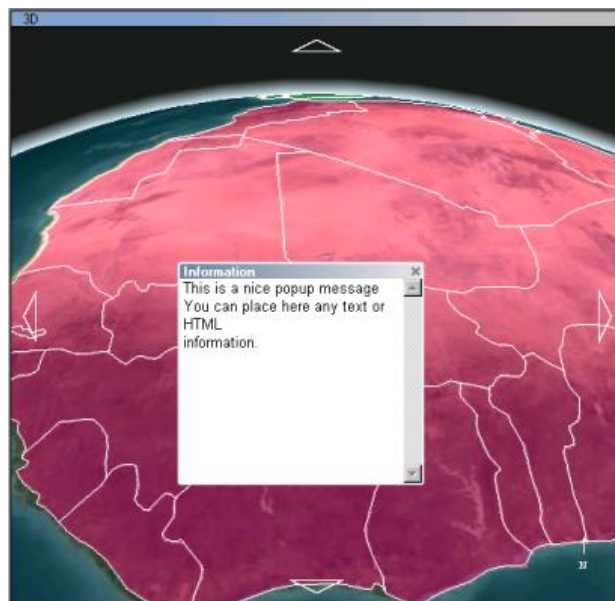 3D
Information
This is a nice popup message
You can place here any text or
HTML
information.
N